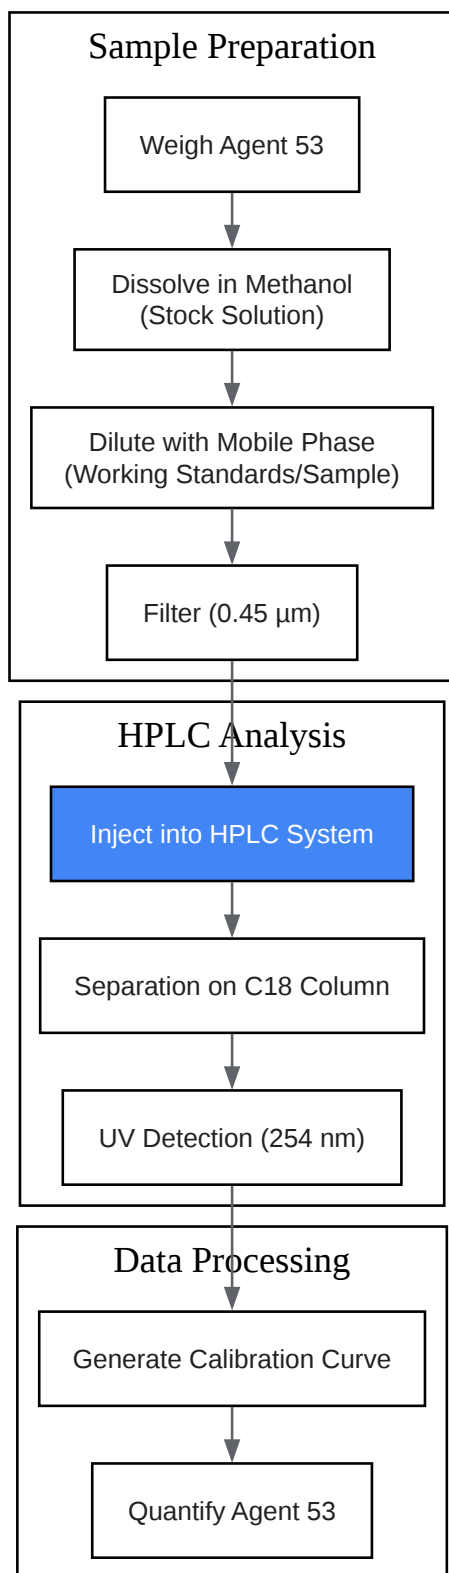 Sample Preparation
Weigh Agent 53
Dissolve in Methanol
(Stock Solution)
Dilute with Mobile Phase
(Working Standards/Sample)
Filter (0.45 µm)
HPLC Analysis
Inject into HPLC System
Separation on C18 Column
UV Detection (254 nm)
Data Processing
Generate Calibration Curve
Quantify Agent 53